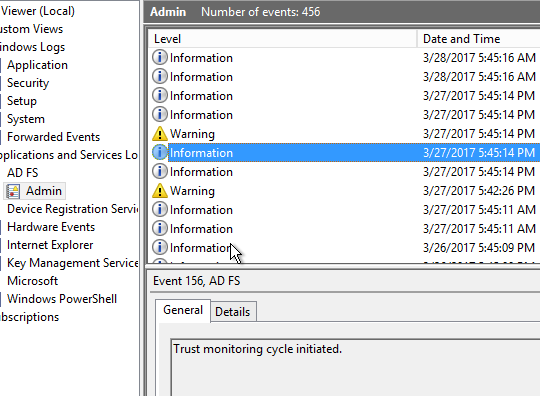 Viewer (Local)
ustom Views
indows Logs
Application
Security
Setup
System
Forwarded Events
pplications and Services Lo
AD FS
Admin
Device Registration Servic
Hardware Events
Internet Explorer
Key Management Service
Microsoft
Windows PowerShell
bscriptions
Admin Number of events: 456
Level Date and Time
Information 3/28/2017 5:45:16 AM
Information 3/28/2017 5:45:16 AM
Information 3/27/2017 5:45:14 PM
Information 3/27/2017 5:45:14 PM
Warning 3/27/2017 5:45:14 PM
Information 3/27/2017 5:45:14 PM
Information 3/27/2017 5:45:14 PM
Warning 3/27/2017 5:42:26 PM
Information 3/27/2017 5:45:11 AM
Information 3/27/2017 5:45:11 AM
Information 3/26/2017 5:45:09 PM
Event 156, AD FS
General Details
Trust monitoring cycle initiated.